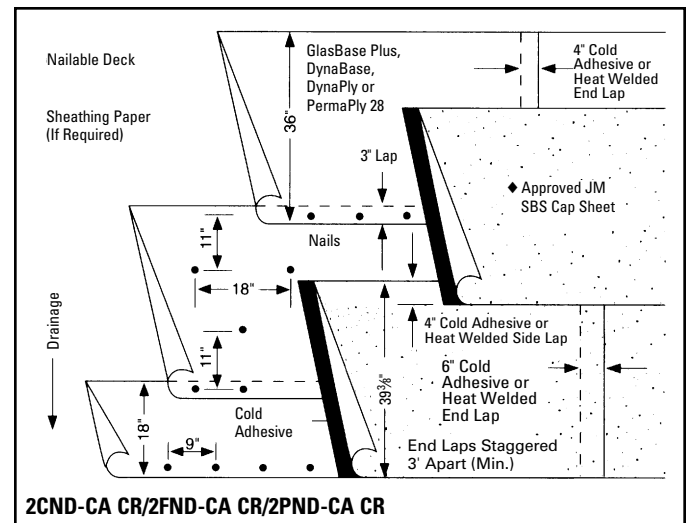 Nailable Deck
Sheathing Paper
(If Required)
GlasBase Plus,
DynaBase,
DynaPly or
PermaPly 28
4" Cold
Adhesive or
Heat Welded
End Lap
36"
3" Lap
♦ Approved JM
SBS Cap Sheet
Nails
11"
18"
Drainage
11"
4" Cold Adhesive or
Heat Welded Side Lap
6" Cold
Adhesive or
Heat Welded
End Lap
39⅜"
18"
9"
Cold
Adhesive
End Laps Staggered
3' Apart (Min.)
2CND-CA CR/2FND-CA CR/2PND-CA CR